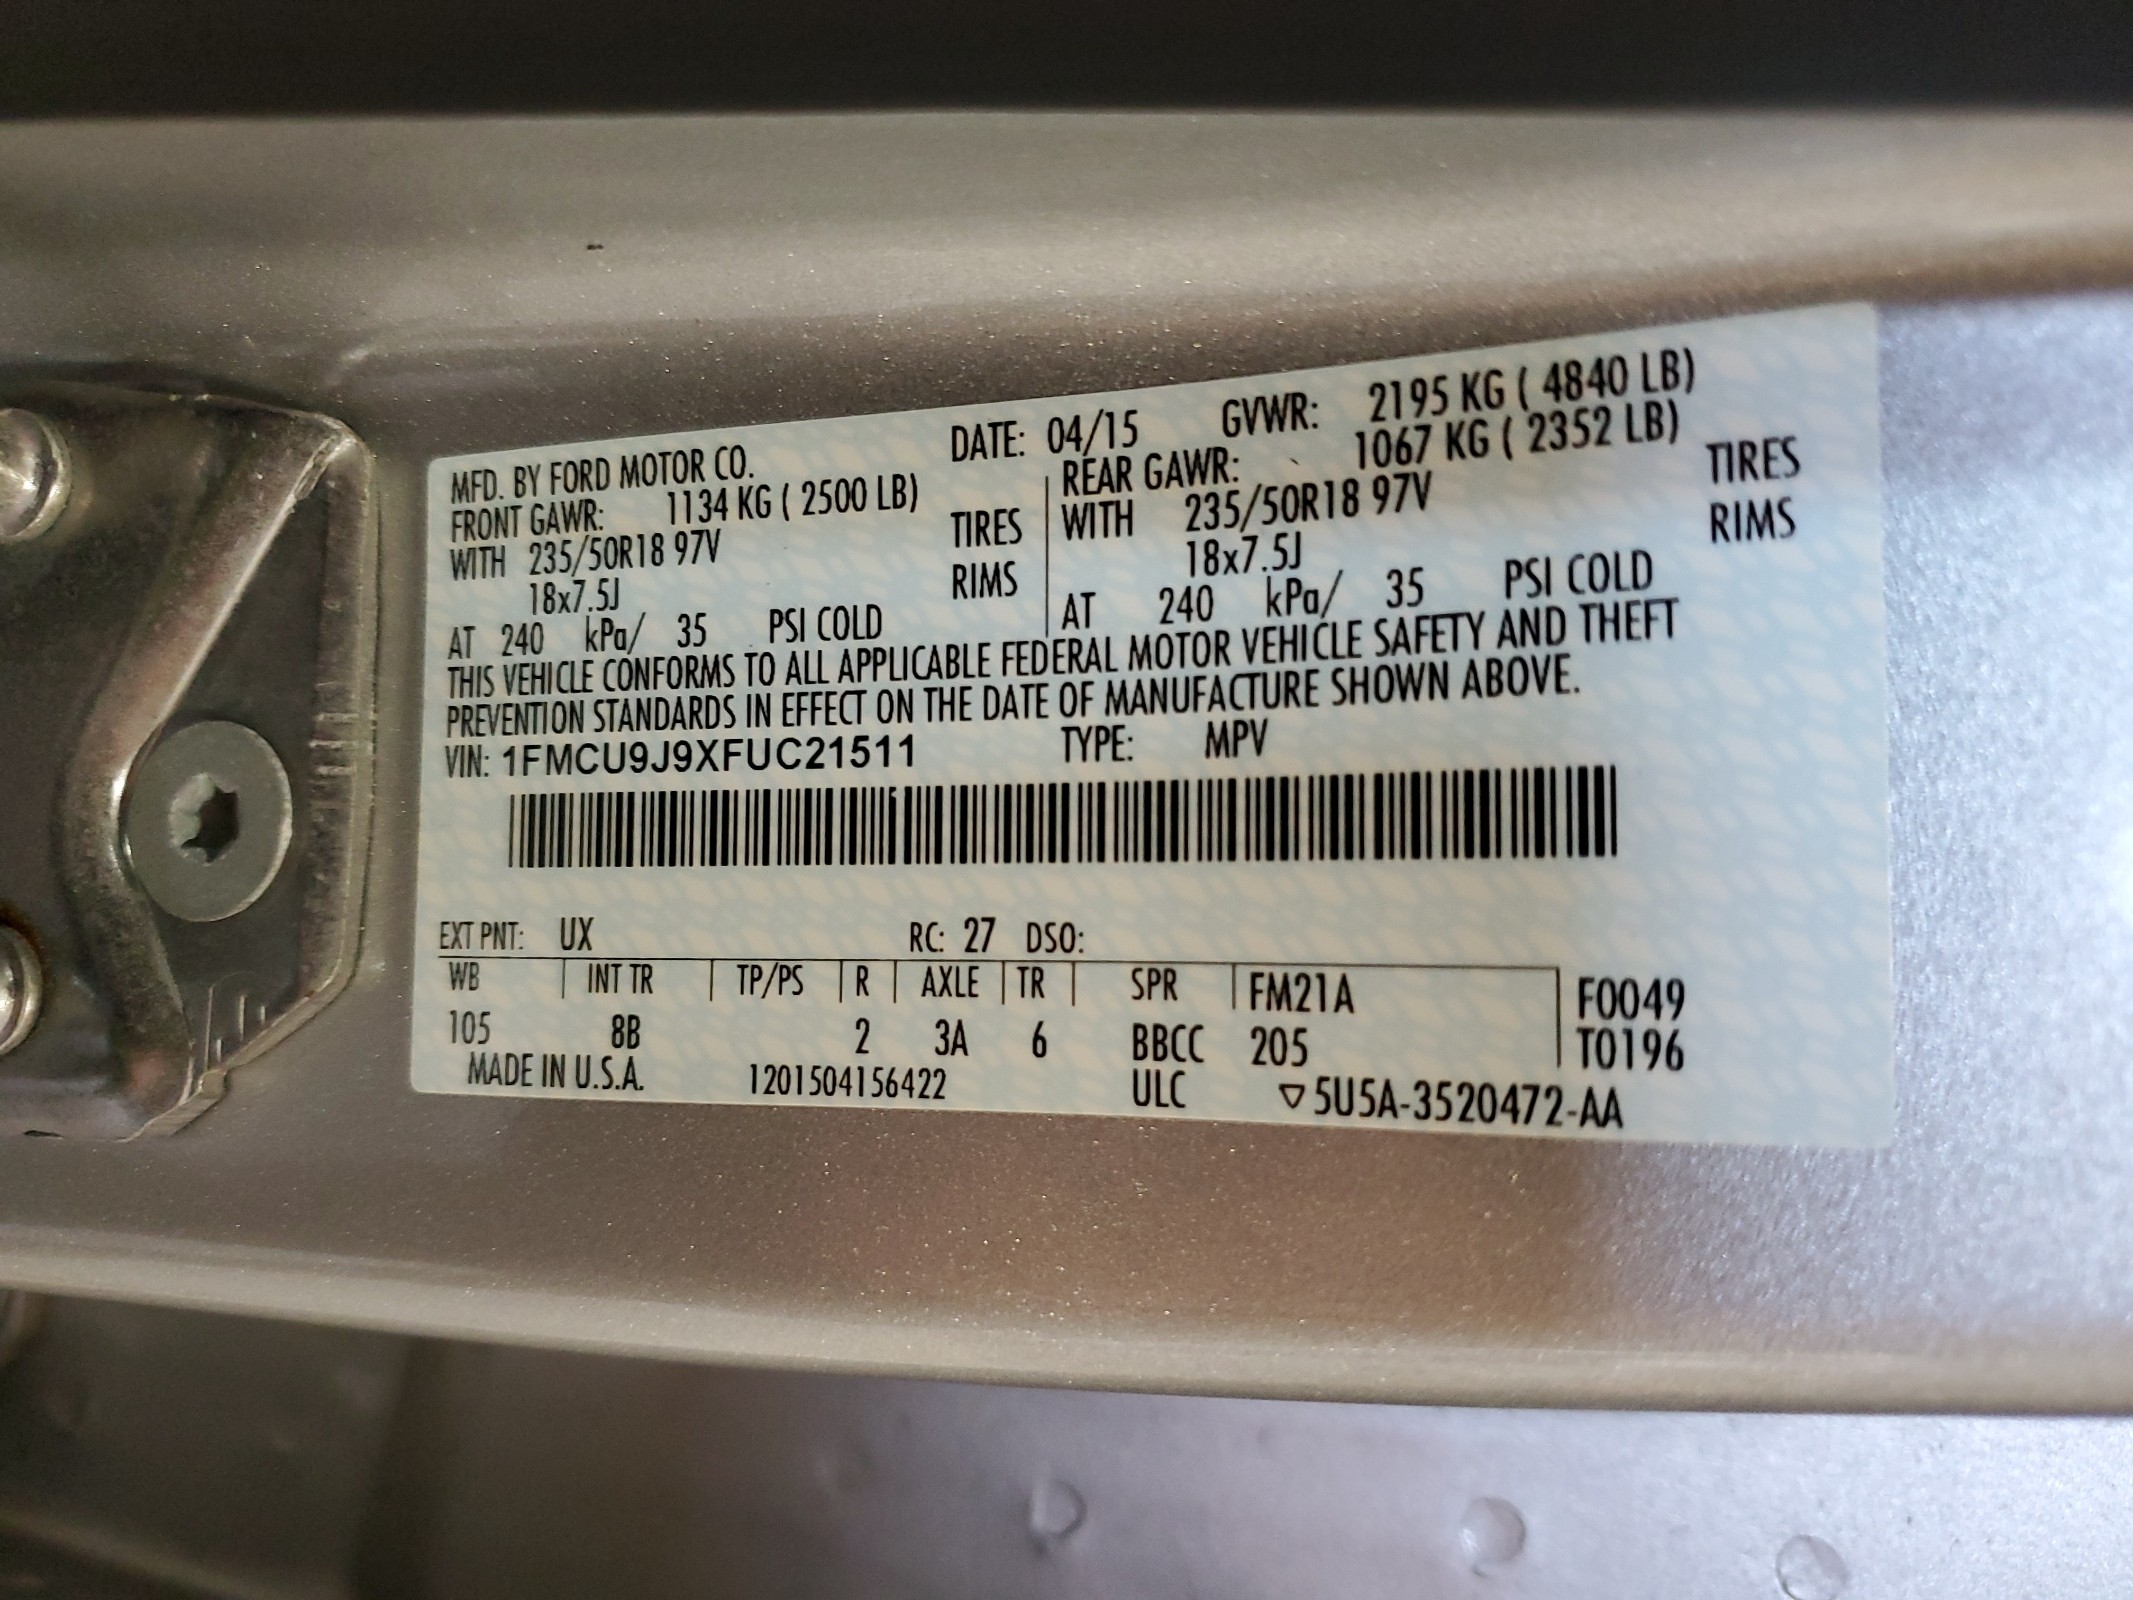 MFD. BY FORD MOTOR CO. DATE: 04/15 GVWR: 2195 KG ( 4840 LB)
FRONT GAWR: 1134 KG ( 2500 LB) REAR GAWR: 1067 KG ( 2352 LB)
WITH 235/50R18 97V TIRES WITH 235/50R18 97V TIRES
18x7.5J RIMS 18x7.5J RIMS
AT 240 kPa/ 35 PSI COLD AT 240 kPa/ 35 PSI COLD
THIS VEHICLE CONFORMS TO ALL APPLICABLE FEDERAL MOTOR VEHICLE SAFETY AND THEFT
PREVENTION STANDARDS IN EFFECT ON THE DATE OF MANUFACTURE SHOWN ABOVE.
VIN: 1FMCU9J9XFUC21511 TYPE: MPV
EXT PNT: UX RC: 27 DSO:
WB INT TR TP/PS R AXLE TR SPR FM21A F0049
105 8B 2 3A 6 BBCC 205 T0196
MADE IN U.S.A. 1201504156422 ULC ▽5U5A-3520472-AA